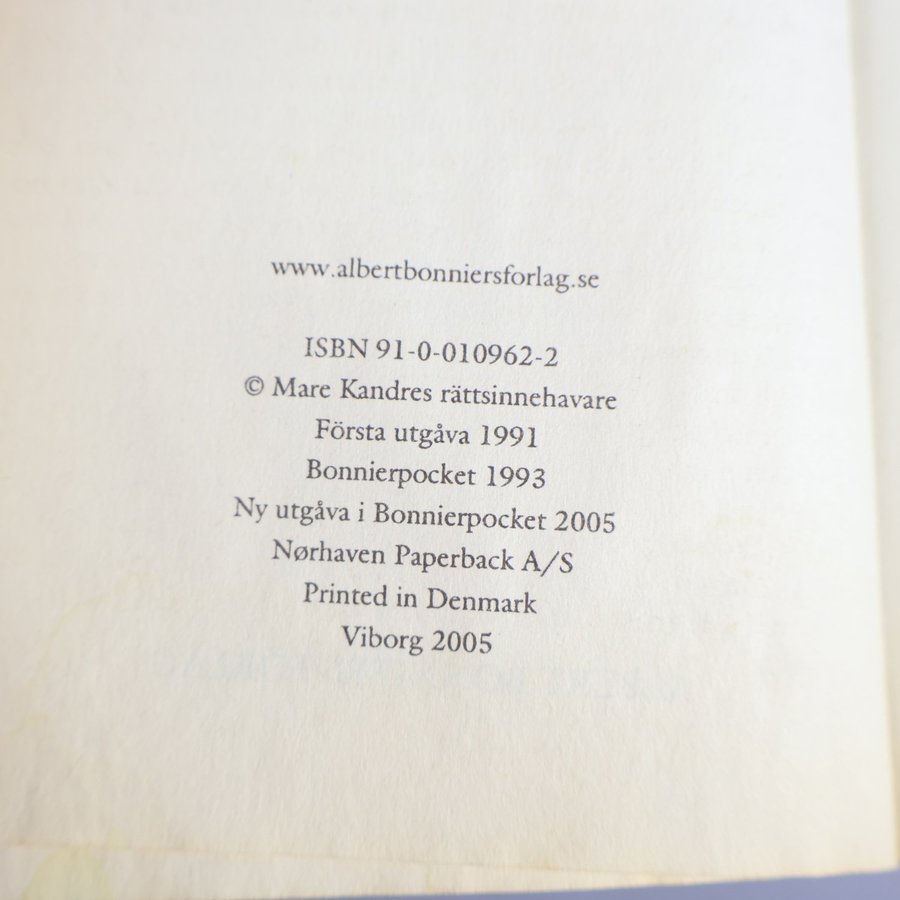 www.albertbonniersforlag.se
ISBN 91-0-010962-2
© Mare Kandres rättsinnehavare
Första utgåva 1991
Bonnierpocket 1993
Ny utgåva i Bonnierpocket 2005
Nørhaven Paperback A/S
Printed in Denmark
Viborg 2005